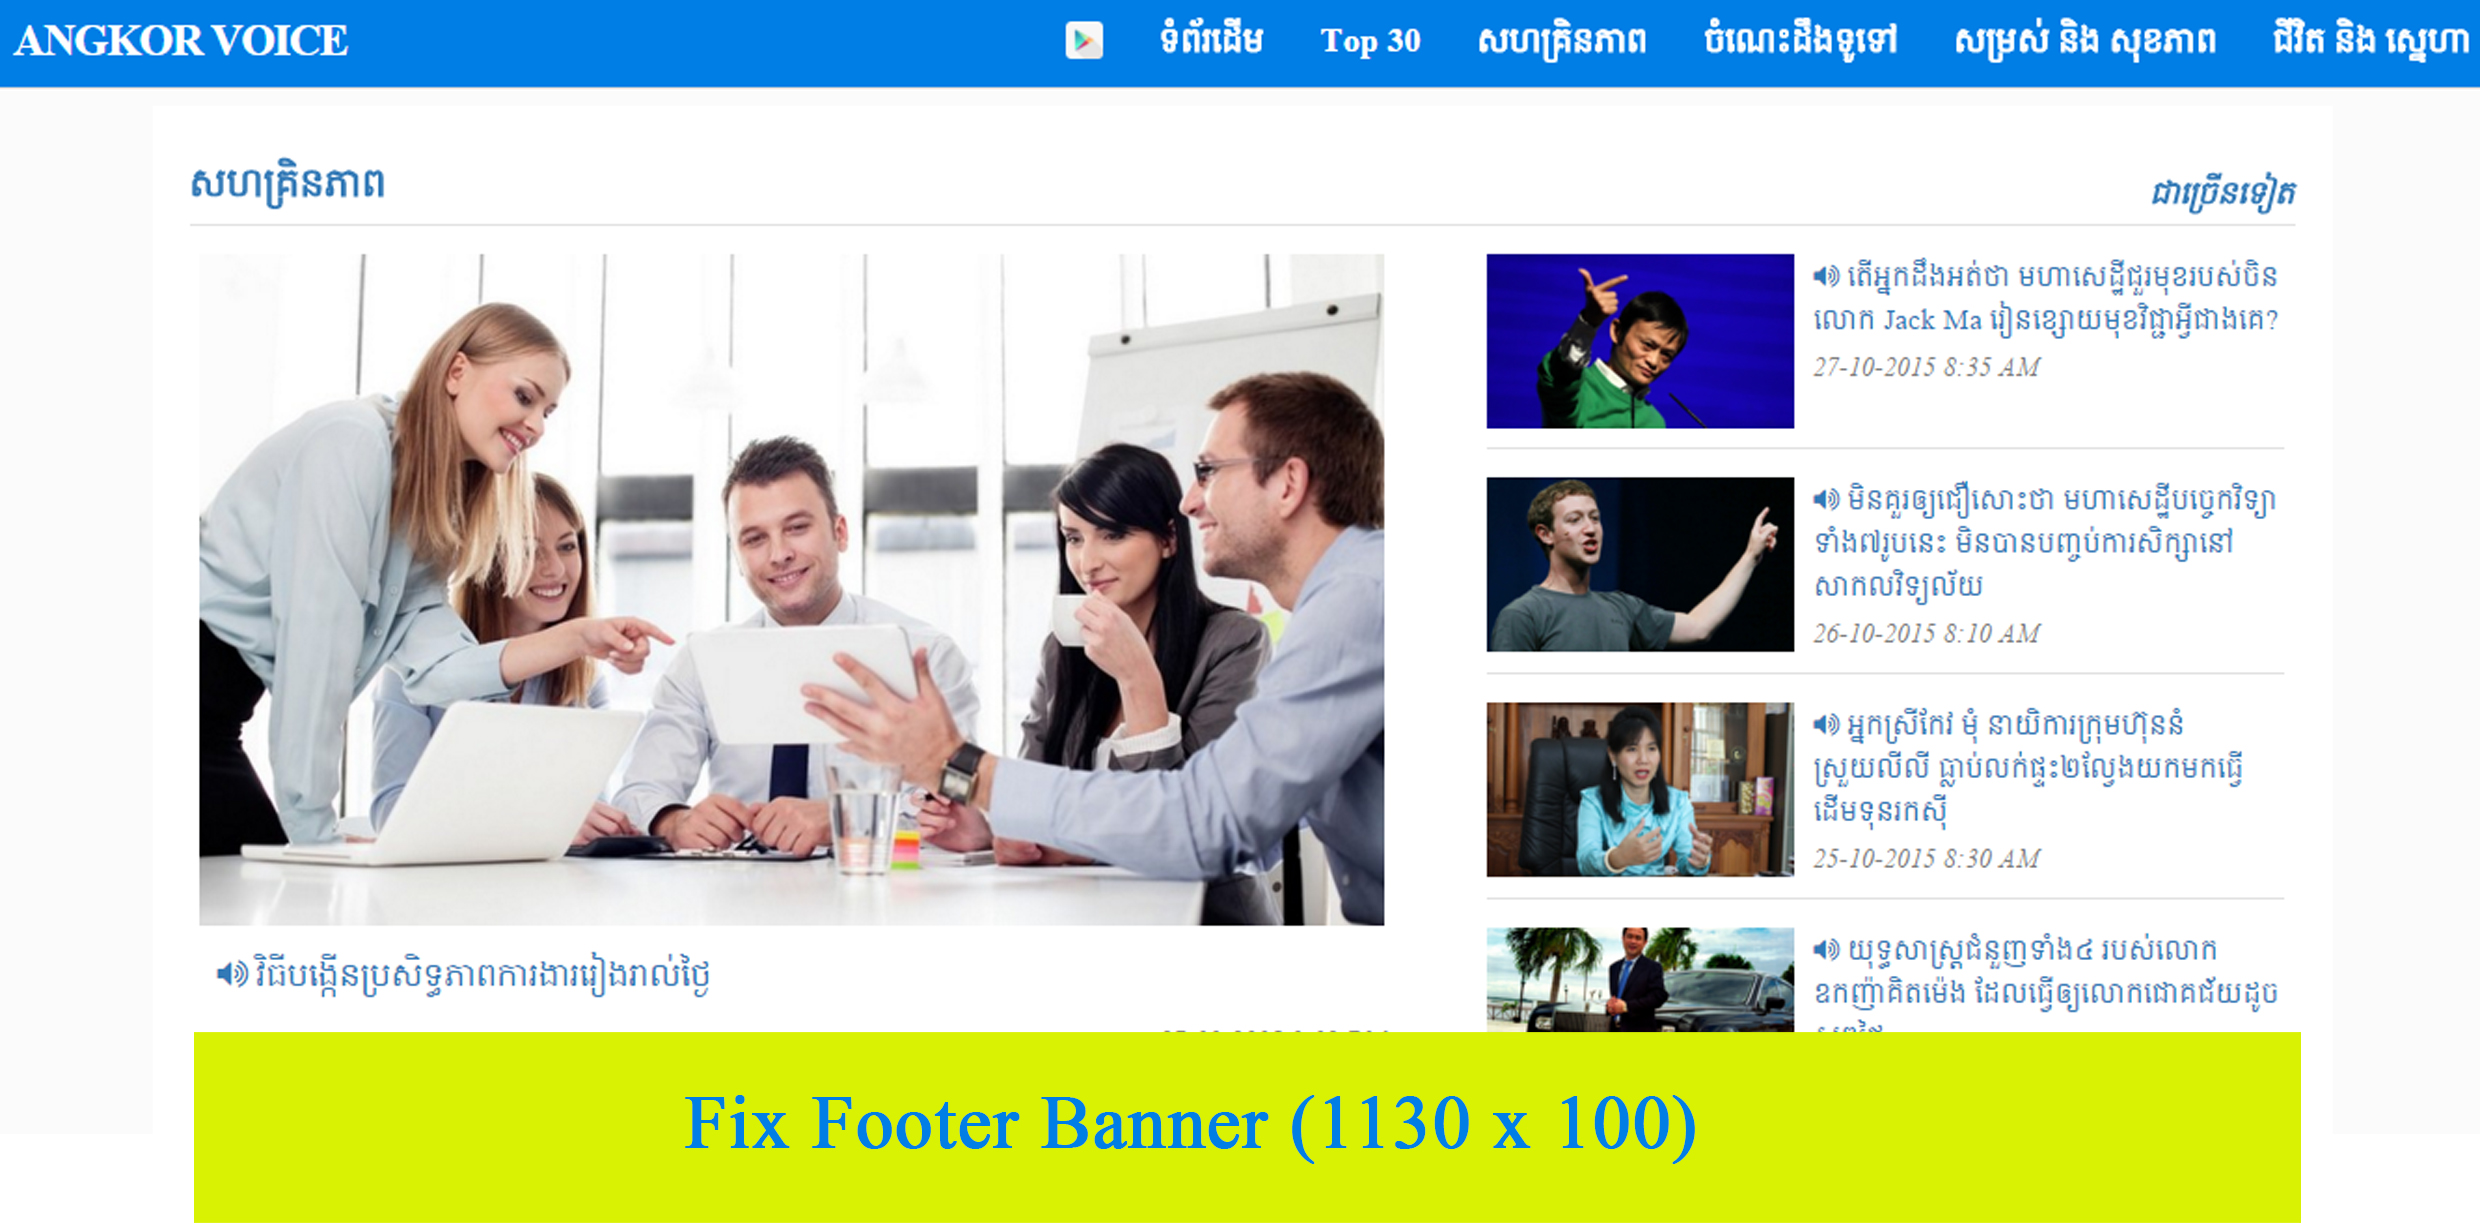 ANGKOR VOICE
ទំព័រដើម
Top 30
សហគ្រិនភាព
ចំណេះដឹងទូទៅ
សម្រស់ និង សុខភាព
ជីវិត និង ស្នេហា
សហគ្រិនភាព
ជាច្រើនទៀត
វិធីបង្កើនប្រសិទ្ធភាពការងាររៀងរាល់ថ្ងៃ
តើអ្នកដឹងអត់ថា មហាសេដ្ឋីជួរមុខរបស់ចិន
លោក Jack Ma រៀនខ្សោយមុខវិជ្ជាអ្វីជាងគេ?
27-10-2015 8:35 AM
មិនគួរឲ្យជឿសោះថា មហាសេដ្ឋីបច្ចេកវិទ្យា
ទាំង៧រូបនេះ មិនបានបញ្ចប់ការសិក្សានៅ
សាកលវិទ្យល័យ
26-10-2015 8:10 AM
អ្នកស្រីកែវ មុំ នាយិការក្រុមហ៊ុននំ
ស្រួយលីលី ធ្លាប់លក់ផ្ទះ២ល្វែងយកមកធ្វើ
ដើមទុនរកស៊ី
25-10-2015 8:30 AM
យុទ្ធសាស្ត្រជំនួញទាំង៤ របស់លោក
ឧកញ៉ាគិតម៉េង ដែលធ្វើឲ្យលោកជោគជ័យដូច
Fix Footer Banner (1130 x 100)